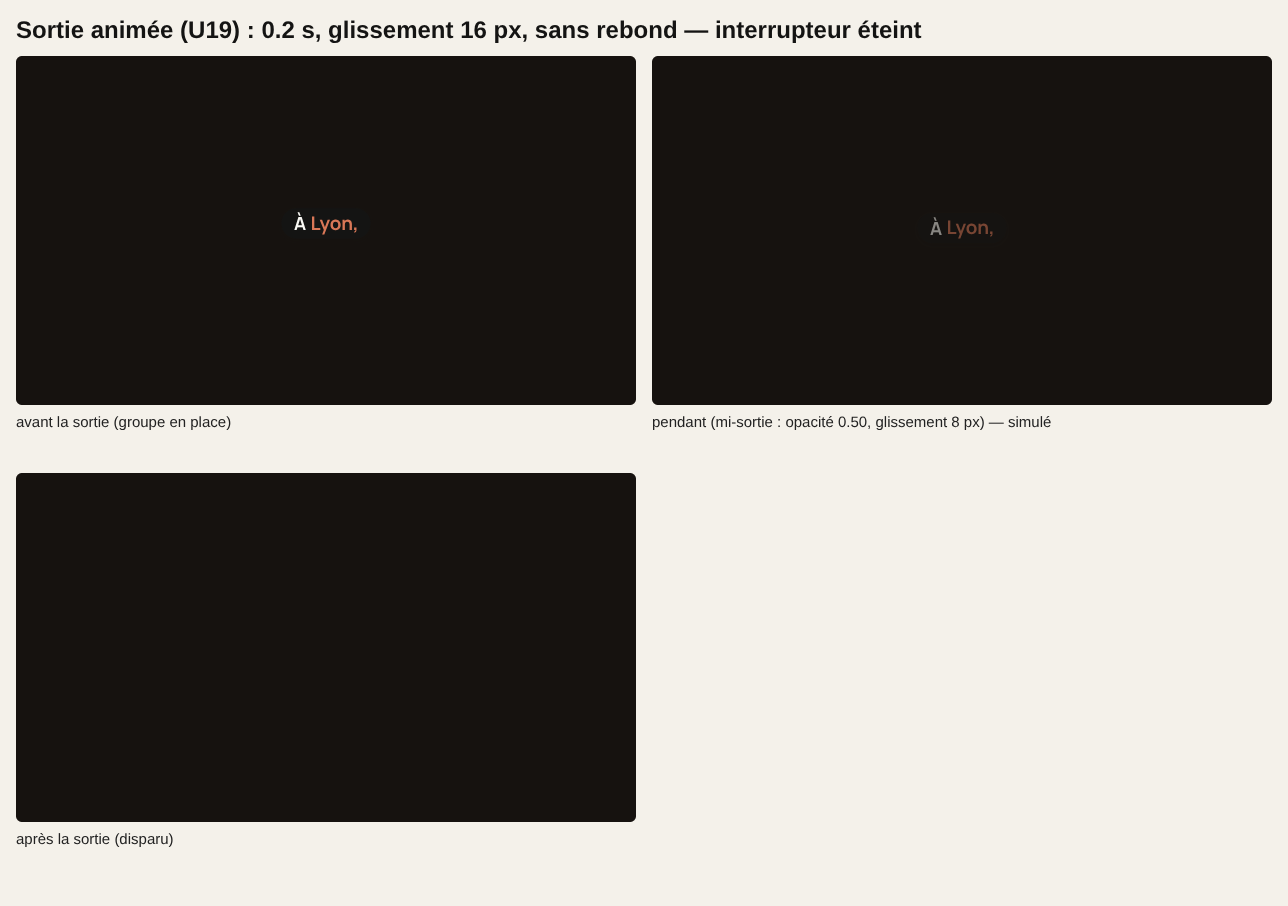 Sortie animée (U19) : 0.2 s, glissement 16 px, sans rebond — interrupteur éteint
À Lyon,
À Lyon,
avant la sortie (groupe en place)
pendant (mi-sortie : opacité 0.50, glissement 8 px) — simulé
après la sortie (disparu)